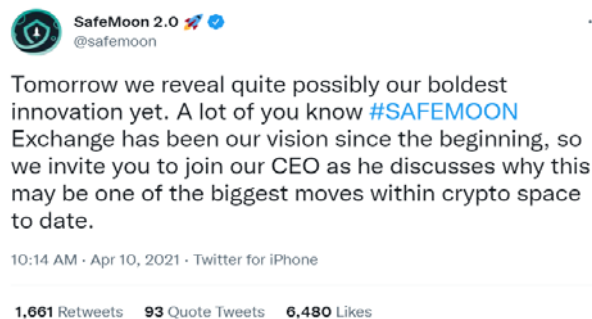 SafeMoon 2.0 🚀
@safemoon
Tomorrow we reveal quite possibly our boldest
innovation yet. A lot of you know #SAFEMOON
Exchange has been our vision since the beginning, so
we invite you to join our CEO as he discusses why this
may be one of the biggest moves within crypto space
to date.
10:14 AM · Apr 10, 2021 · Twitter for iPhone
1,661 Retweets 93 Quote Tweets 6,480 Likes